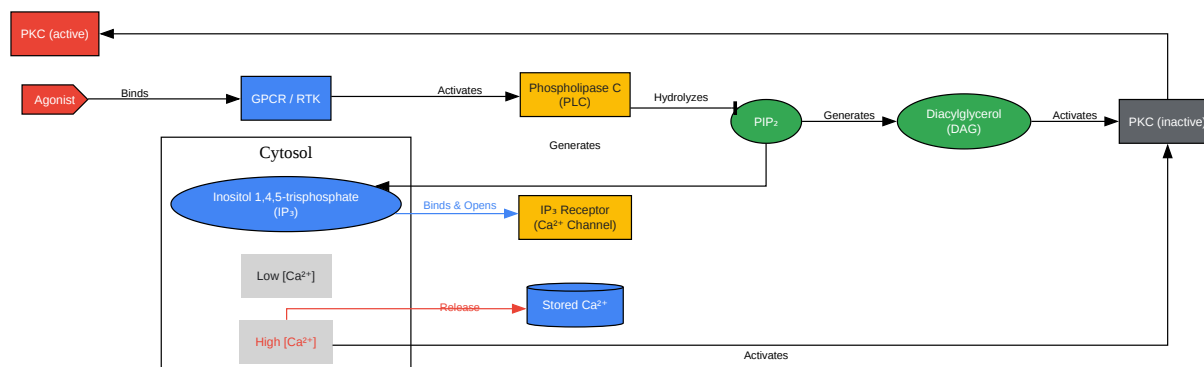 PKC (active)
Agonist
Binds
GPCR / RTK
Activates
Phospholipase C
(PLC)
Hydrolyzes
PIP₂
Generates
Diacylglycerol
(DAG)
Activates
PKC (inactive)
Generates
Cytosol
Inositol 1,4,5-trisphosphate
(IP₃)
Binds & Opens
IP₃ Receptor
(Ca²⁺ Channel)
Low [Ca²⁺]
Release
Stored Ca²⁺
High [Ca²⁺]
Activates